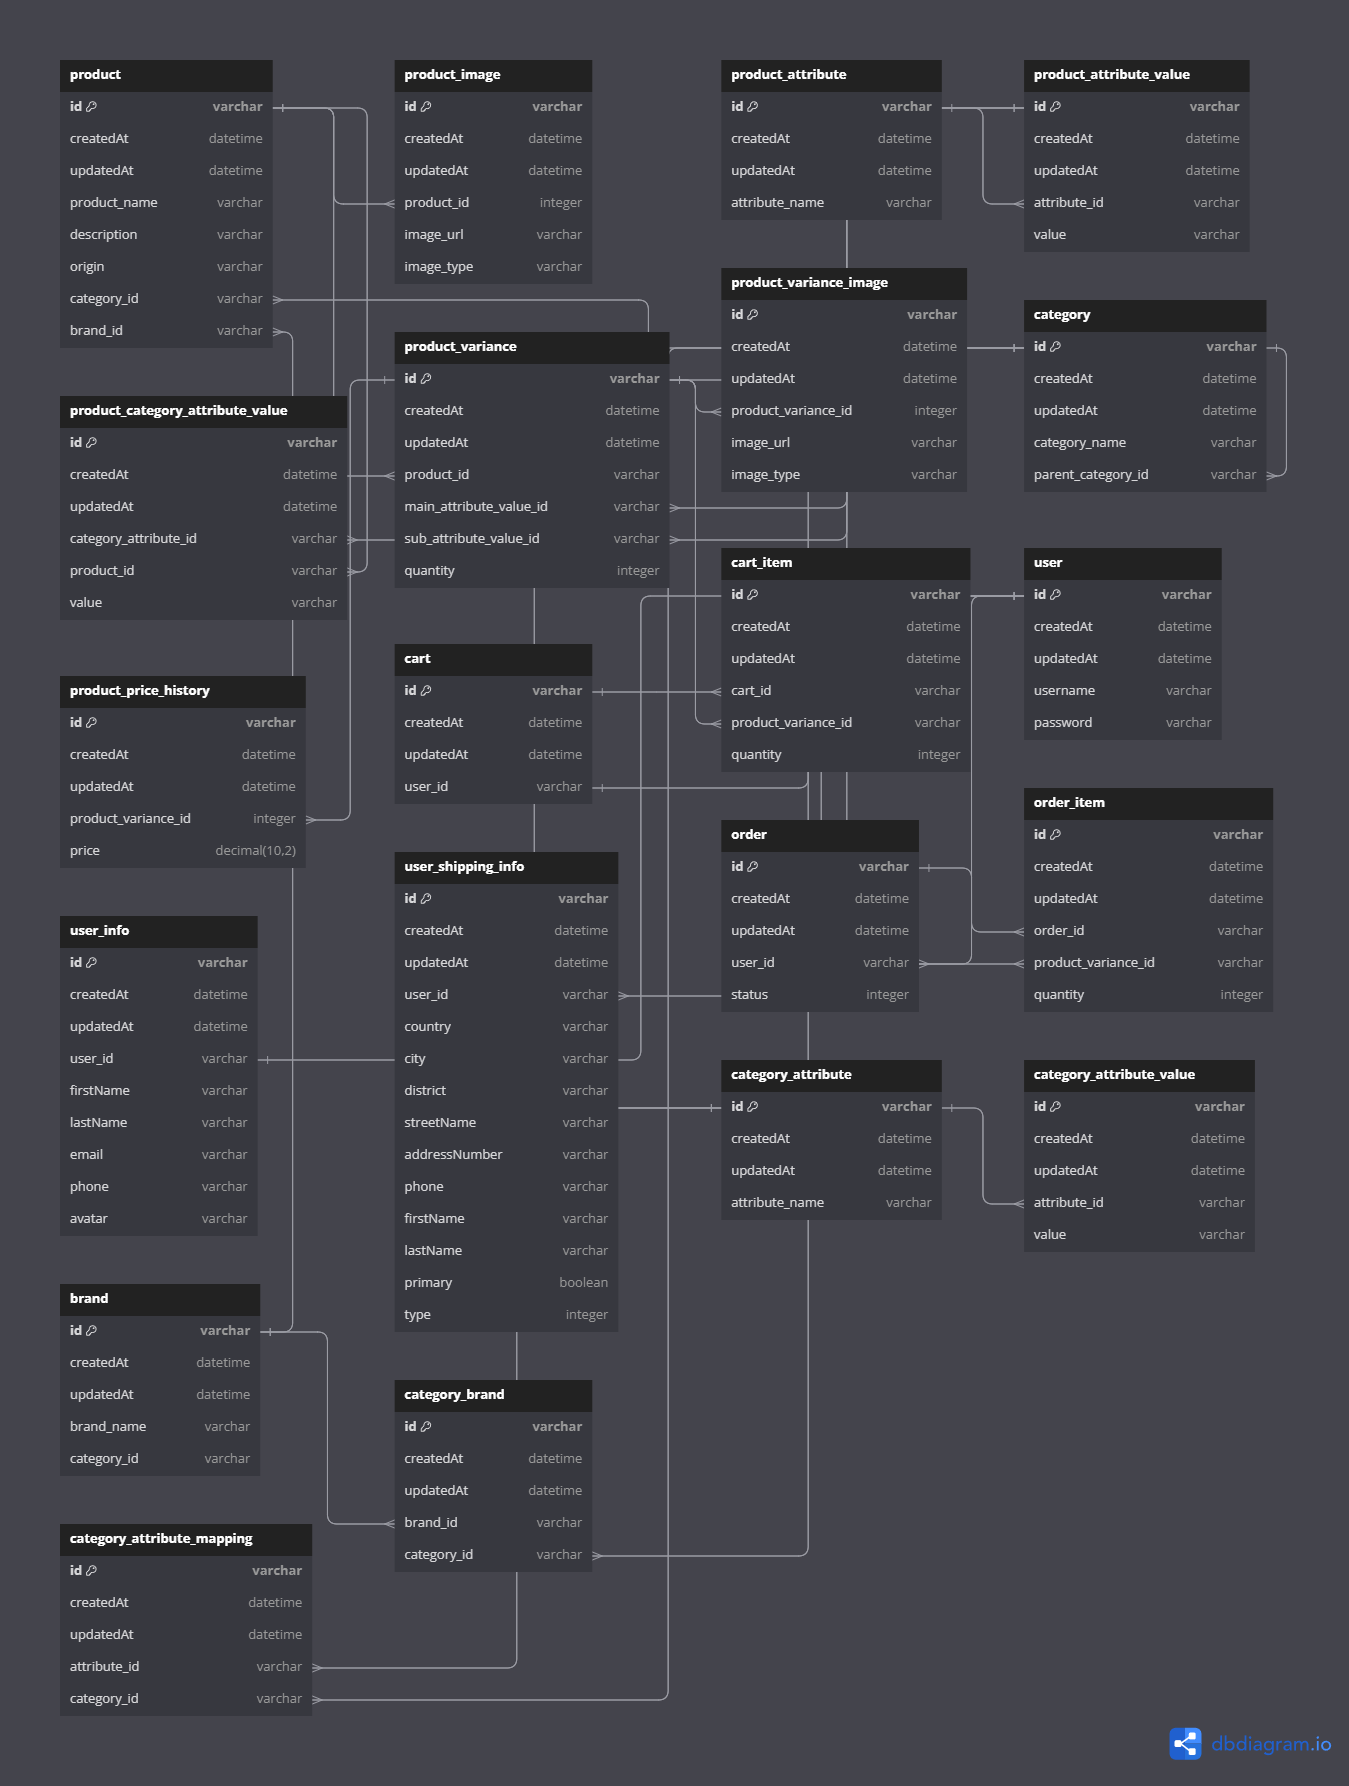 product
id varchar
createdAt datetime
updatedAt datetime
product_name varchar
description varchar
origin varchar
category_id varchar
brand_id varchar
product_image
id varchar
createdAt datetime
updatedAt datetime
product_id integer
image_url varchar
image_type varchar
product_attribute
id varchar
createdAt datetime
updatedAt datetime
attribute_name varchar
product_attribute_value
id varchar
createdAt datetime
updatedAt datetime
attribute_id varchar
value varchar
product_variance_image
id varchar
createdAt datetime
updatedAt datetime
product_variance_id integer
image_url varchar
image_type varchar
category
id varchar
createdAt datetime
updatedAt datetime
category_name varchar
parent_category_id varchar
product_variance
id varchar
createdAt datetime
updatedAt datetime
product_id varchar
main_attribute_value_id varchar
sub_attribute_value_id varchar
quantity integer
product_category_attribute_value
id varchar
createdAt datetime
updatedAt datetime
category_attribute_id varchar
product_id varchar
value varchar
cart_item
id varchar
createdAt datetime
updatedAt datetime
cart_id varchar
product_variance_id varchar
quantity integer
user
id varchar
createdAt datetime
updatedAt datetime
username varchar
password varchar
cart
id varchar
createdAt datetime
updatedAt datetime
user_id varchar
product_price_history
id varchar
createdAt datetime
updatedAt datetime
product_variance_id integer
price decimal(10,2)
order_item
id varchar
createdAt datetime
updatedAt datetime
order_id varchar
product_variance_id varchar
quantity integer
order
id varchar
createdAt datetime
updatedAt datetime
user_id varchar
status integer
user_shipping_info
id varchar
createdAt datetime
updatedAt datetime
user_id varchar
country varchar
city varchar
district varchar
streetName varchar
addressNumber varchar
phone varchar
firstName varchar
lastName varchar
primary boolean
type integer
user_info
id varchar
createdAt datetime
updatedAt datetime
user_id varchar
firstName varchar
lastName varchar
email varchar
phone varchar
avatar varchar
category_attribute
id varchar
createdAt datetime
updatedAt datetime
attribute_name varchar
category_attribute_value
id varchar
createdAt datetime
updatedAt datetime
attribute_id varchar
value varchar
brand
id varchar
createdAt datetime
updatedAt datetime
brand_name varchar
category_id varchar
category_brand
id varchar
createdAt datetime
updatedAt datetime
brand_id varchar
category_id varchar
category_attribute_mapping
id varchar
createdAt datetime
updatedAt datetime
attribute_id varchar
category_id varchar
dbdiagram.io